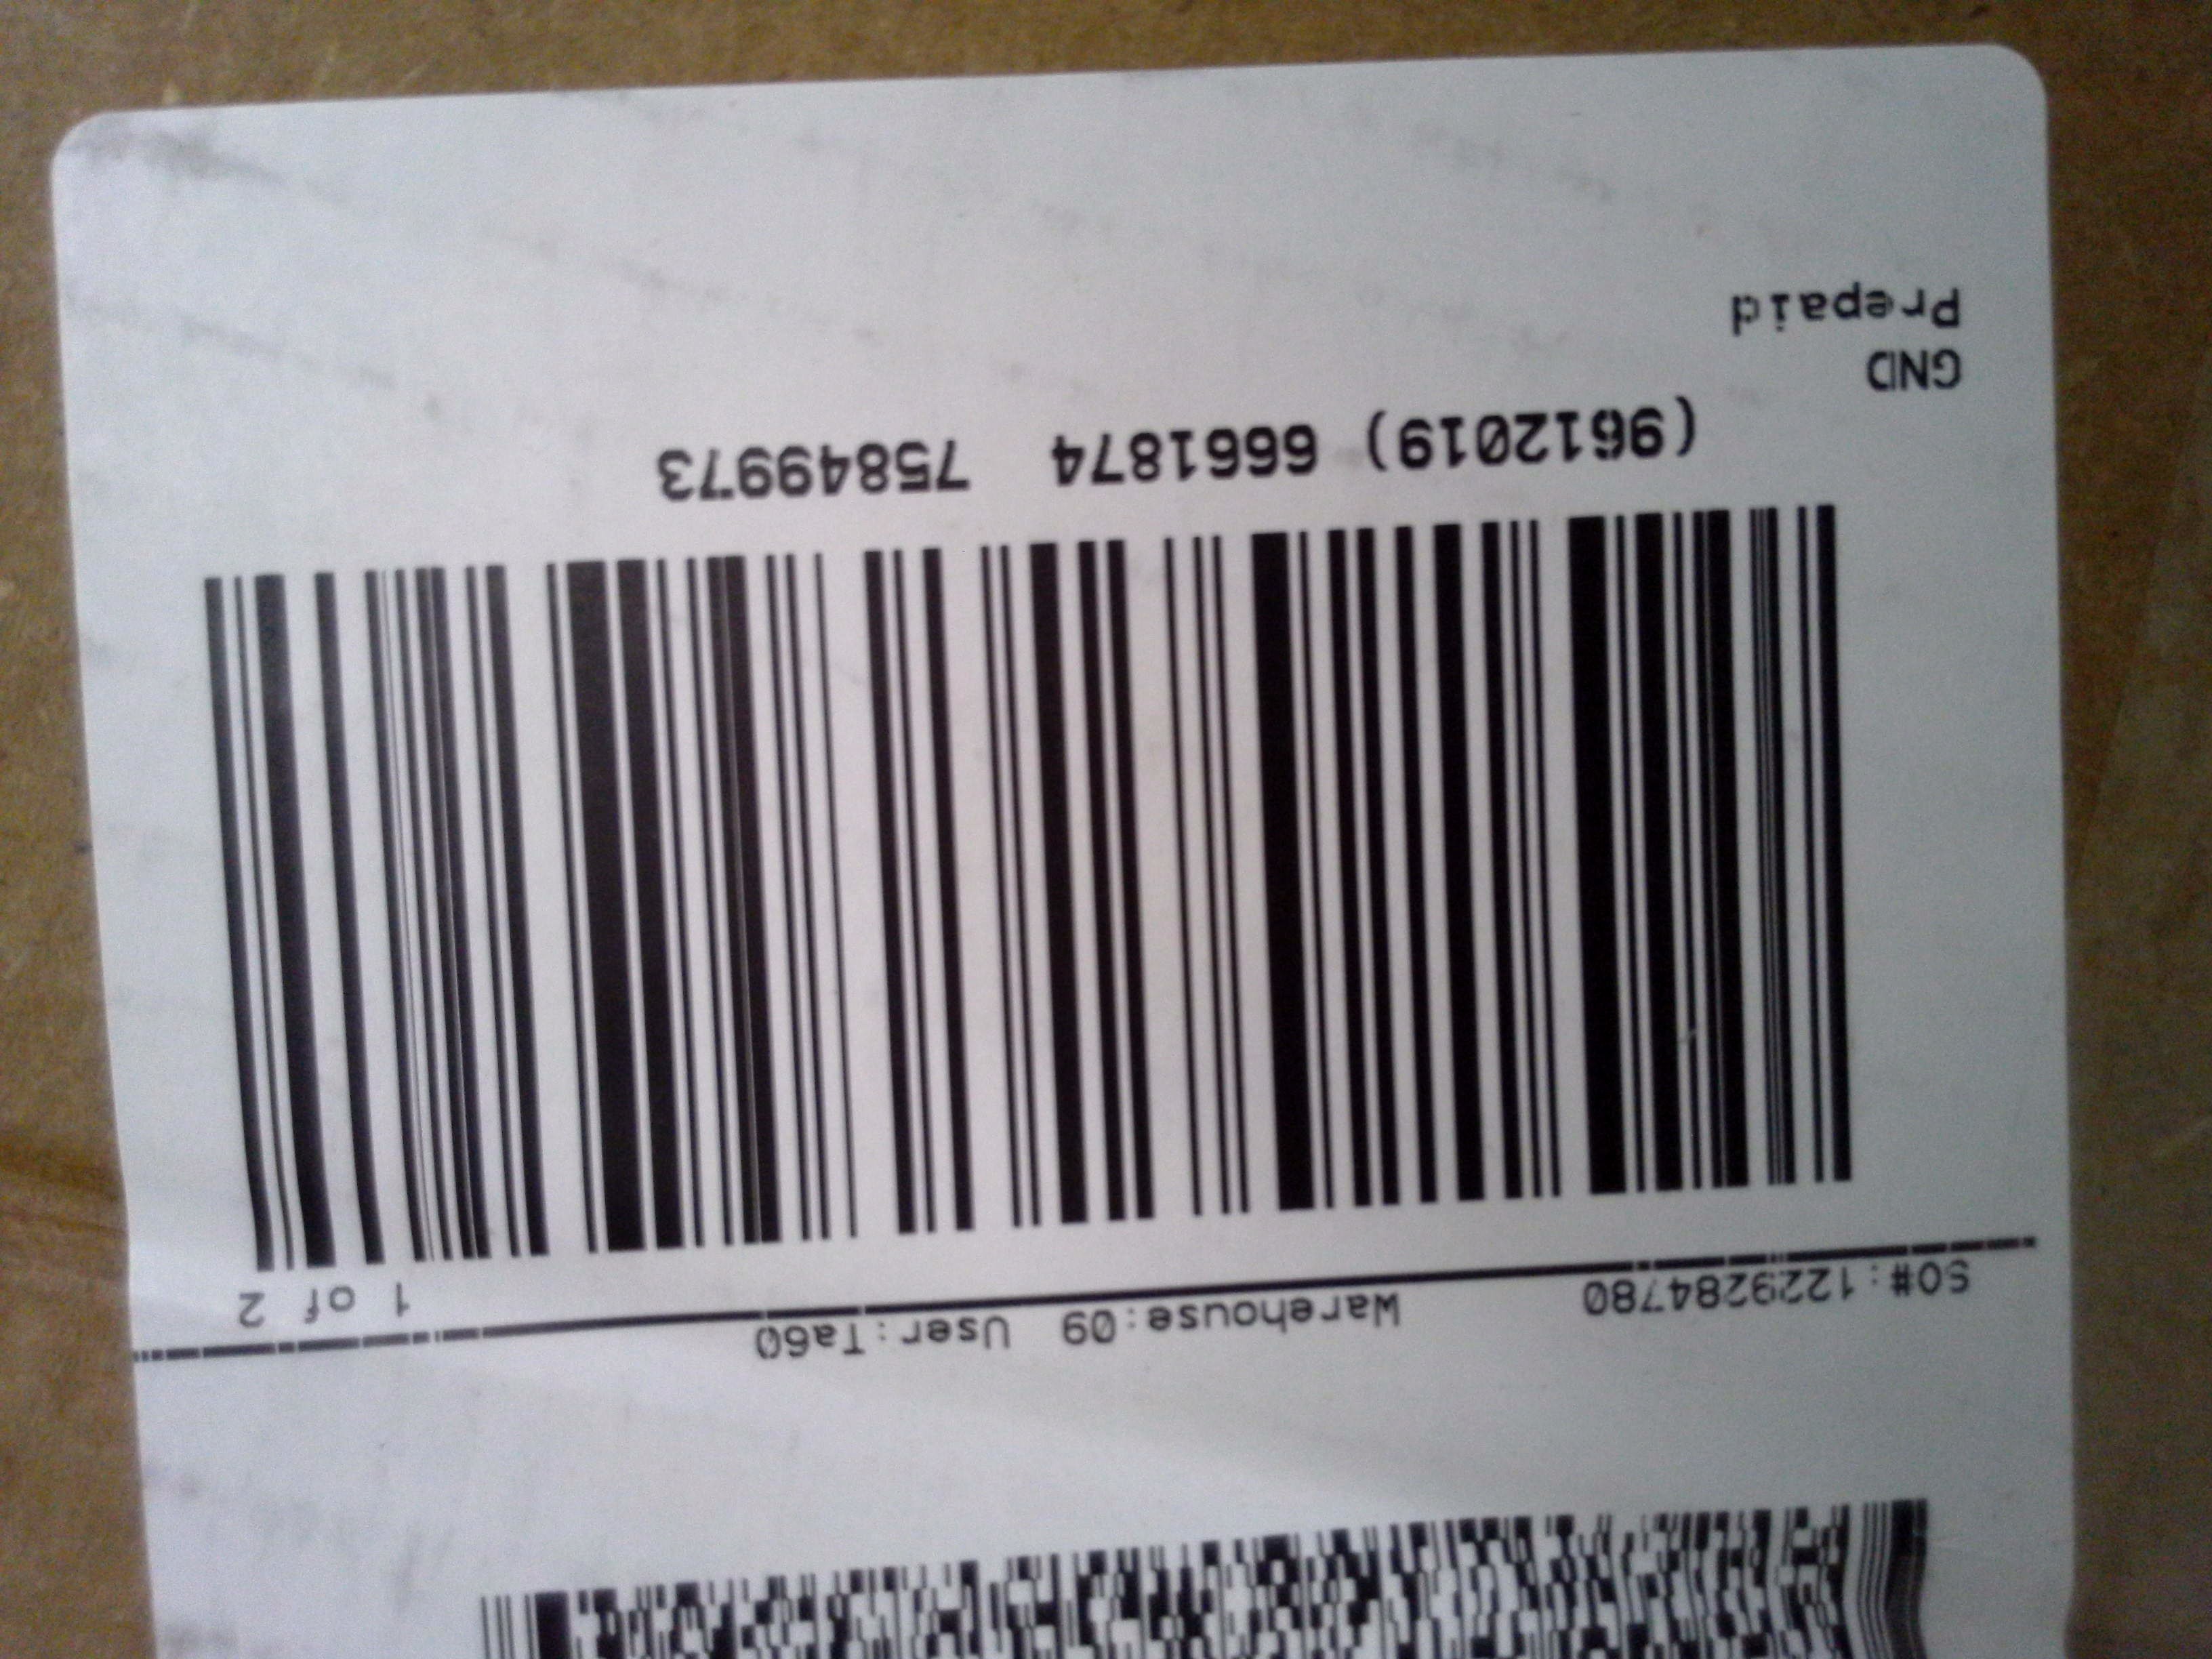 SO#:1229284780 Warehouse:09 User:Ta60 1 of 2
(9612019) 6661874 75849973
GND
Prepaid